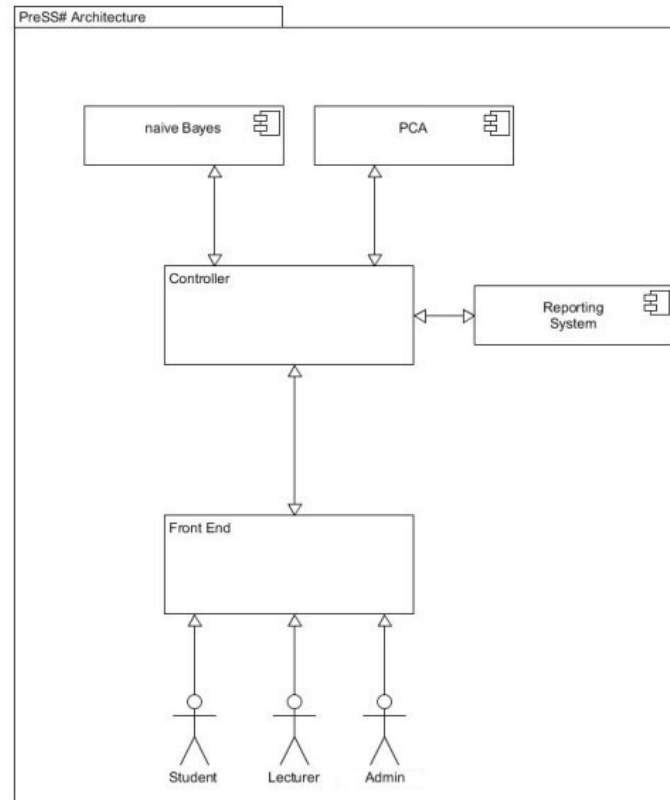 PreSS# Architecture
naive Bayes
PCA
Controller
Reporting
System
Front End
Student
Lecturer
Admin